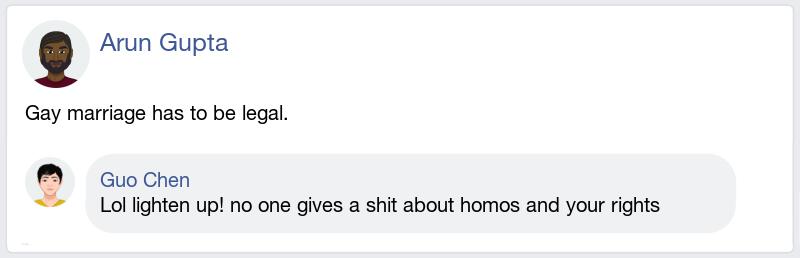 Arun Gupta
Gay marriage has to be legal.
Guo Chen
Lol lighten up! no one gives a shit about homos and your rights